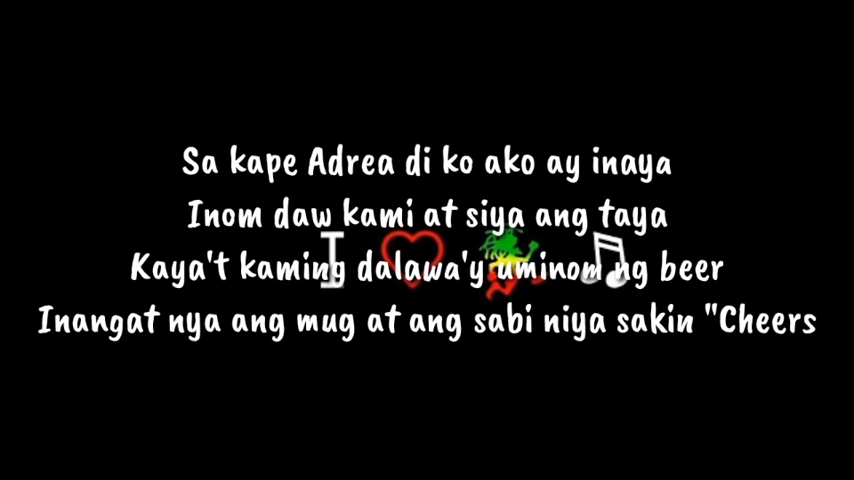 Sa kape Adrea di ko ako ay inaya
Inom daw kami at siya ang taya
Kaya't kaming dalawa'y uminom ng beer
Inangat nya ang mug at ang sabi niya sakin "Cheers
I